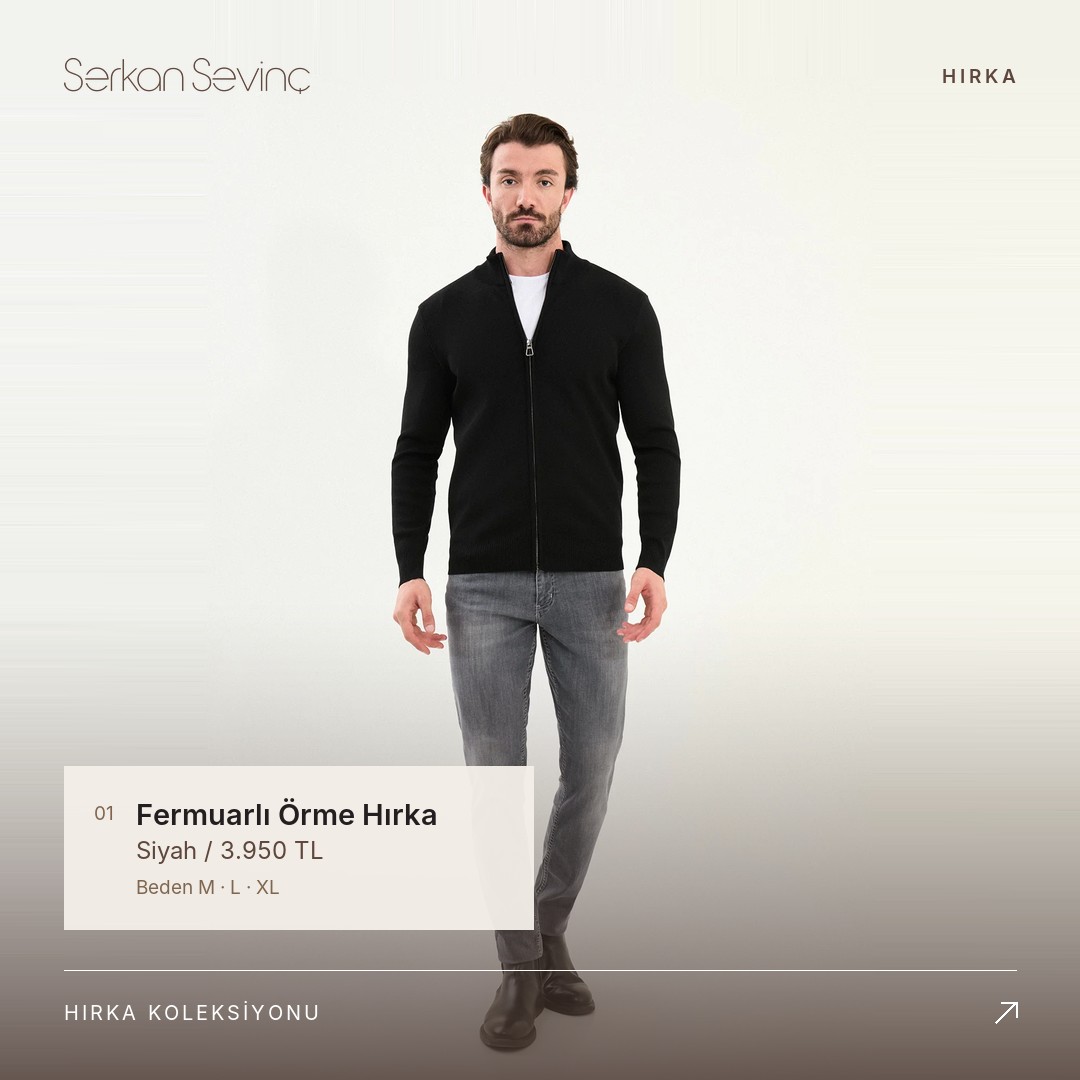 Serkan Sevinç
HIRKA
01 Fermuarlı Örme Hırka
Siyah / 3.950 TL
Beden M · L · XL
HIRKA KOLEKSİYONU